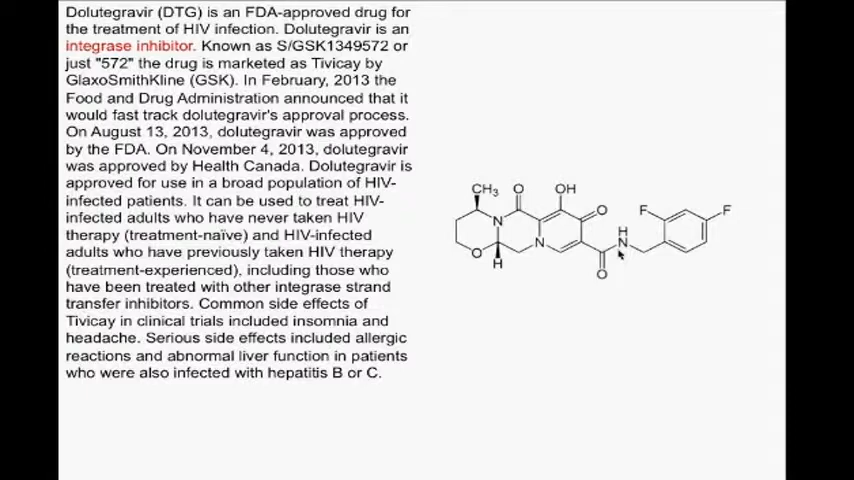 Dolutegravir (DTG) is an FDA-approved drug for
the treatment of HIV infection. Dolutegravir is an
integrase inhibitor. Known as S/GSK1349572 or
just "572" the drug is marketed as Tivicay by
GlaxoSmithKline (GSK). In February, 2013 the
Food and Drug Administration announced that it
would fast track dolutegravir's approval process.
On August 13, 2013, dolutegravir was approved
by the FDA. On November 4, 2013, dolutegravir
was approved by Health Canada. Dolutegravir is
approved for use in a broad population of HIV-
infected patients. It can be used to treat HIV-
infected adults who have never taken HIV
therapy (treatment-naïve) and HIV-infected
adults who have previously taken HIV therapy
(treatment-experienced), including those who
have been treated with other integrase strand
transfer inhibitors. Common side effects of
Tivicay in clinical trials included insomnia and
headache. Serious side effects included allergic
reactions and abnormal liver function in patients
who were also infected with hepatitis B or C.
CH3 O OH
N O F F
H
O N N
H O